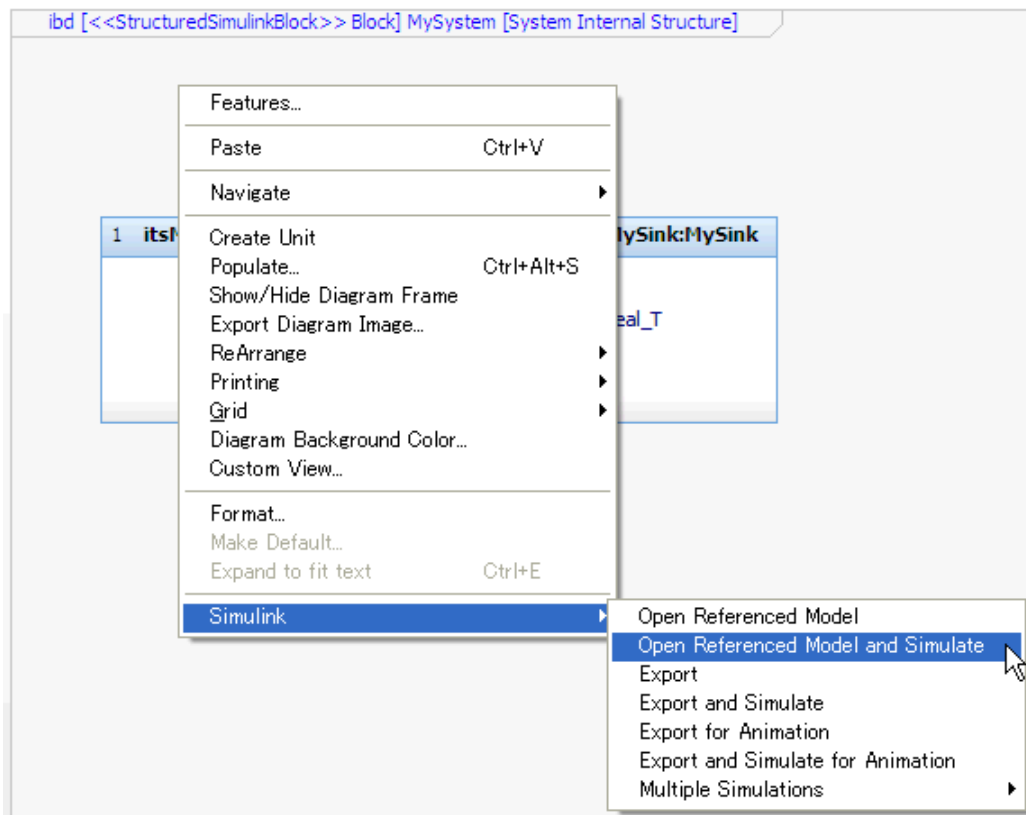 ibd [<<StructuredSimulinkBlock>> Block] MySystem [System Internal Structure]
Features...
Paste Ctrl+V
Navigate
1 itsM ySink:MySink
Create Unit
Populate... Ctrl+Alt+S
Show/Hide Diagram Frame
Export Diagram Image...
eal_T
ReArrange
Printing
Grid
Diagram Background Color...
Custom View...
Format...
Make Default...
Expand to fit text Ctrl+E
Simulink
Open Referenced Model
Open Referenced Model and Simulate
Export
Export and Simulate
Export for Animation
Export and Simulate for Animation
Multiple Simulations